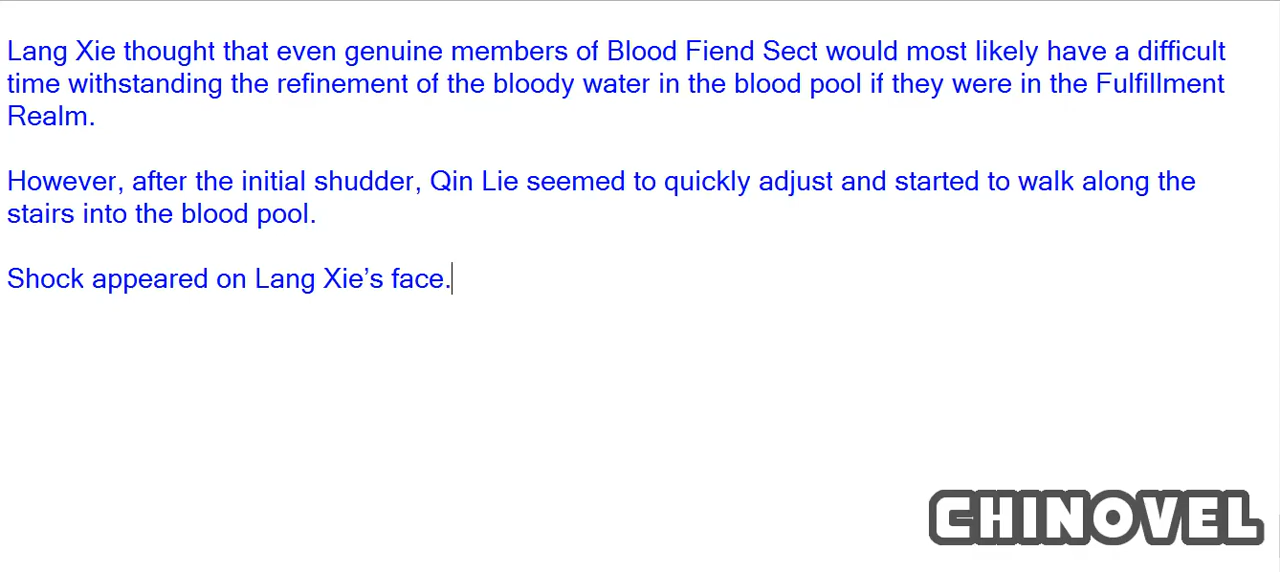 Lang Xie thought that even genuine members of Blood Fiend Sect would most likely have a difficult
time withstanding the refinement of the bloody water in the blood pool if they were in the Fulfillment
Realm.
However, after the initial shudder, Qin Lie seemed to quickly adjust and started to walk along the
stairs into the blood pool.
Shock appeared on Lang Xie’s face.
CHINOVEL